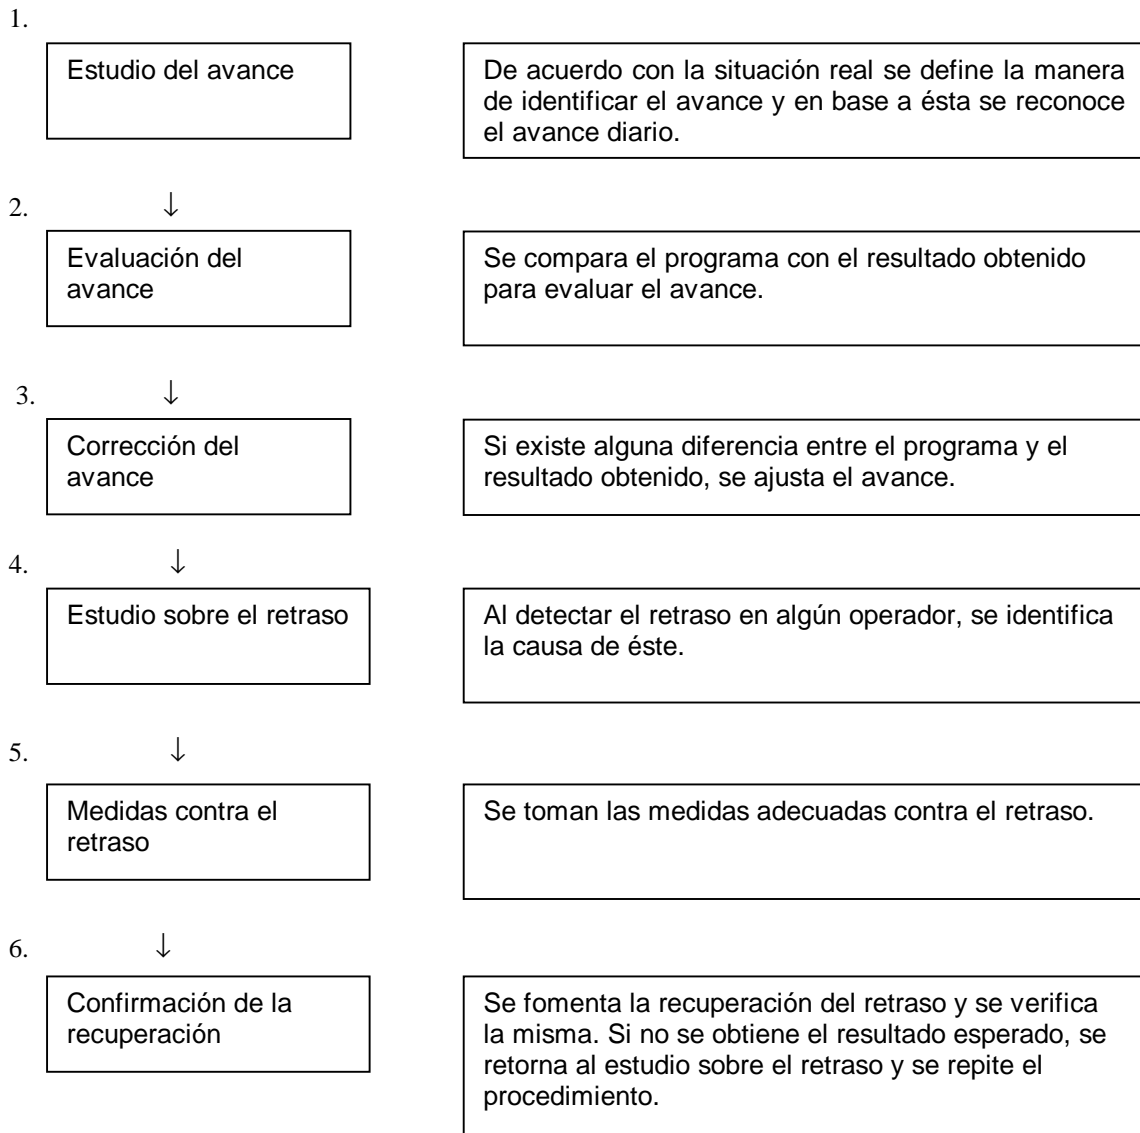 1.
Estudio del avance
De acuerdo con la situación real se define la manera
de identificar el avance y en base a ésta se reconoce
el avance diario.
2. ↓
Evaluación del
avance
Se compara el programa con el resultado obtenido
para evaluar el avance.
3. ↓
Corrección del
avance
Si existe alguna diferencia entre el programa y el
resultado obtenido, se ajusta el avance.
4. ↓
Estudio sobre el retraso
Al detectar el retraso en algún operador, se identifica
la causa de éste.
5. ↓
Medidas contra el
retraso
Se toman las medidas adecuadas contra el retraso.
6. ↓
Confirmación de la
recuperación
Se fomenta la recuperación del retraso y se verifica
la misma. Si no se obtiene el resultado esperado, se
retorna al estudio sobre el retraso y se repite el
procedimiento.